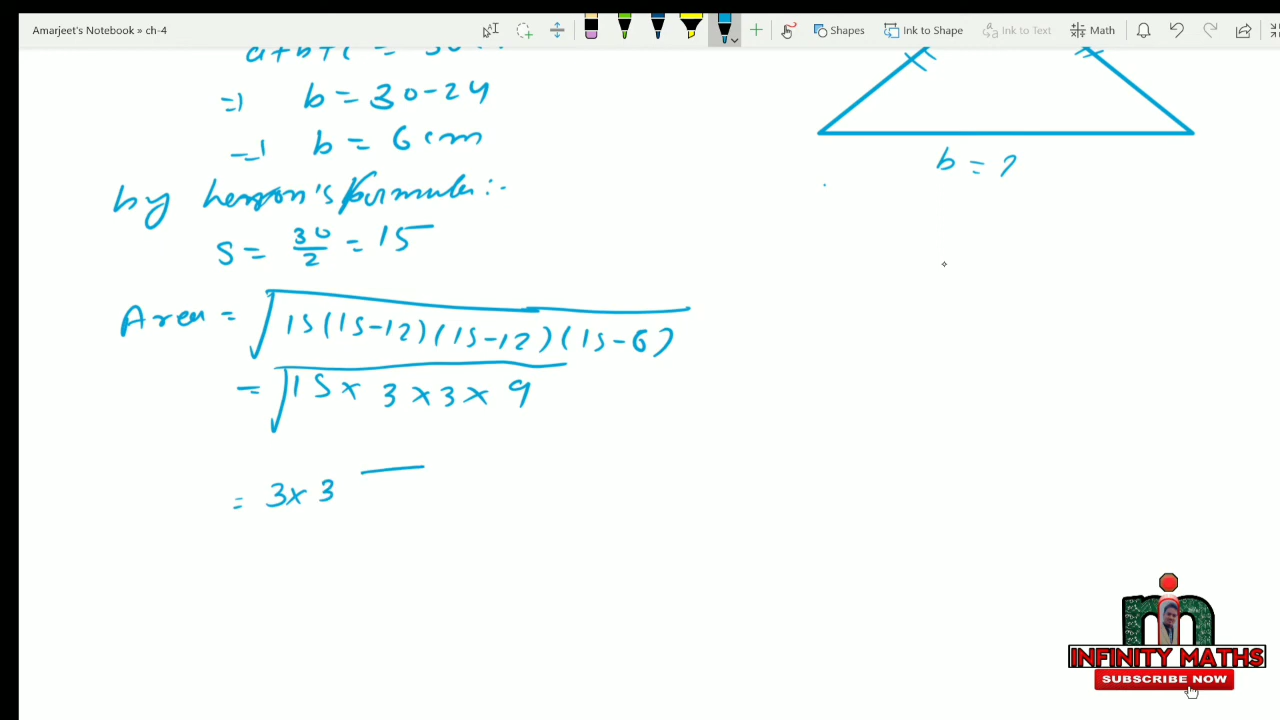 Amarjeet's Notebook » ch-4
Shapes Ink to Shape Ink to Text Math
=) b = 30-24
=) b = 6 cm
b = ?
by heron's formula :-
S = 30/2 = 15
Area = √15(15-12)(15-12)(15-6)
= √15 × 3 × 3 × 9
= 3 × 3
INFINITY MATHS
SUBSCRIBE NOW